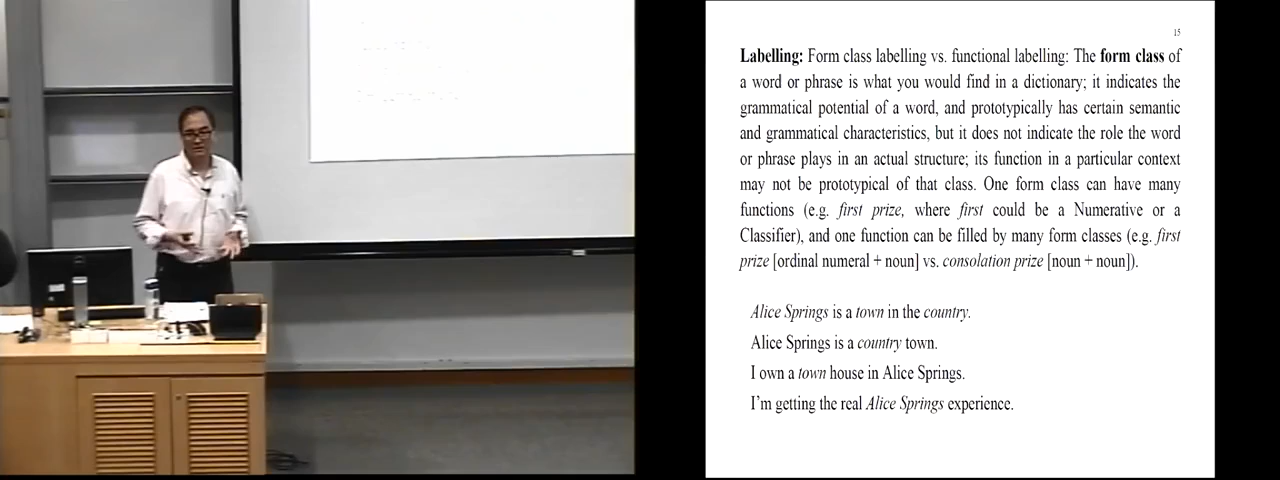 15
Labelling: Form class labelling vs. functional labelling: The form class of
a word or phrase is what you would find in a dictionary; it indicates the
grammatical potential of a word, and prototypically has certain semantic
and grammatical characteristics, but it does not indicate the role the word
or phrase plays in an actual structure; its function in a particular context
may not be prototypical of that class. One form class can have many
functions (e.g. first prize, where first could be a Numerative or a
Classifier), and one function can be filled by many form classes (e.g. first
prize [ordinal numeral + noun] vs. consolation prize [noun + noun]).
Alice Springs is a town in the country.
Alice Springs is a country town.
I own a town house in Alice Springs.
I'm getting the real Alice Springs experience.